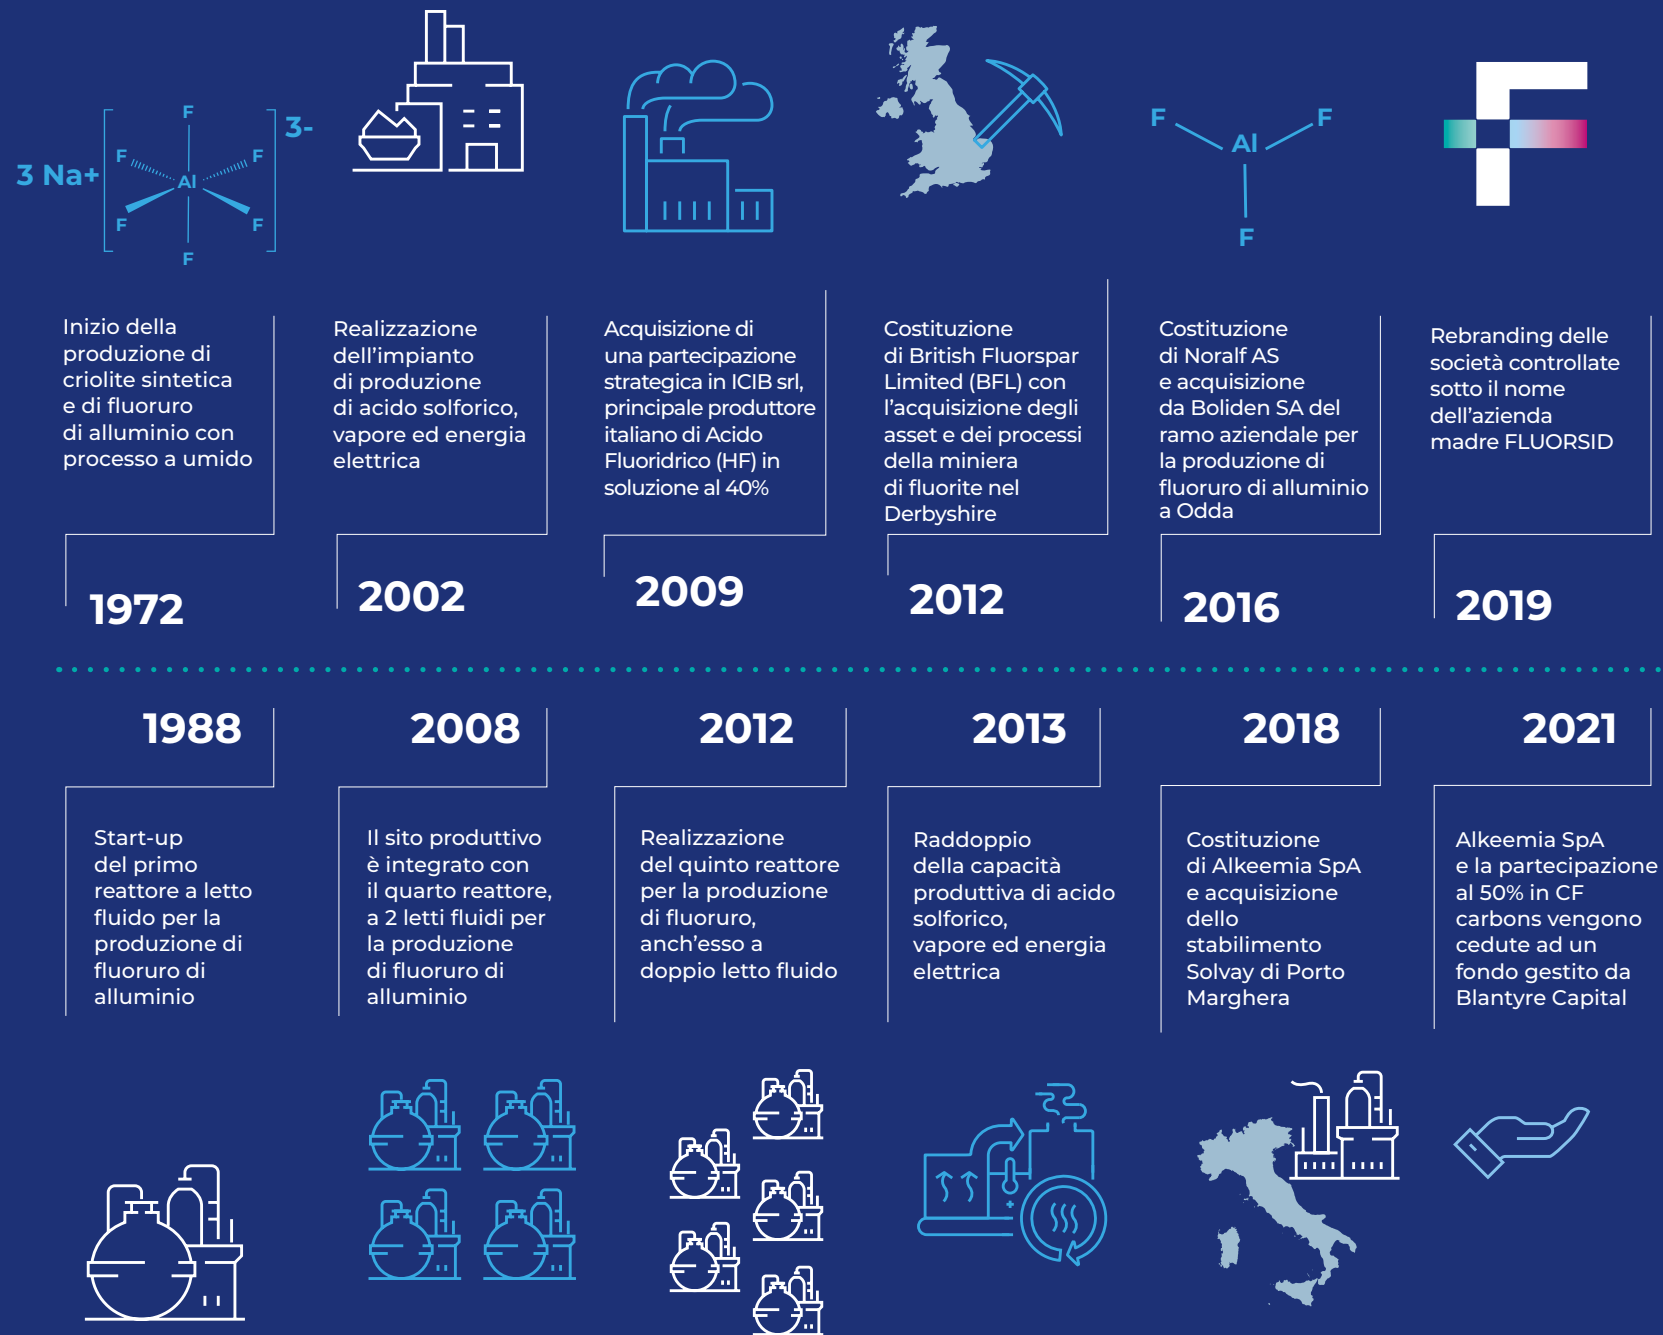 3 Na+
F
F
F
Al
F
F
F
3-
F
F
Al
F
Inizio della
produzione di
criolite sintetica
e di fluoruro
di alluminio con
processo a umido
1972
Realizzazione
dell'impianto
di produzione
di acido solforico,
vapore ed energia
elettrica
2002
Acquisizione di
una partecipazione
strategica in ICIB srl,
principale produttore
italiano di Acido
Fluoridrico (HF) in
soluzione al 40%
2009
Costituzione
di British Fluorspar
Limited (BFL) con
l'acquisizione degli
asset e dei processi
della miniera
di fluorite nel
Derbyshire
2012
Costituzione
di Noralf AS
e acquisizione
da Boliden SA del
ramo aziendale per
la produzione di
fluoruro di alluminio
a Odda
2016
Rebranding delle
società controllate
sotto il nome
dell'azienda
madre FLUORSID
2019
1988
Start-up
del primo
reattore a letto
fluido per la
produzione di
fluoruro di
alluminio
2008
Il sito produttivo
è integrato con
il quarto reattore,
a 2 letti fluidi per
la produzione
di fluoruro di
alluminio
2012
Realizzazione
del quinto reattore
per la produzione
di fluoruro,
anch'esso a
doppio letto fluido
2013
Raddoppio
della capacità
produttiva di acido
solforico,
vapore ed energia
elettrica
2018
Costituzione
di Alkeemia SpA
e acquisizione
dello
stabilimento
Solvay di Porto
Marghera
2021
Alkeemia SpA
e la partecipazione
al 50% in CF
carbons vengono
cedute ad un
fondo gestito da
Blantyre Capital